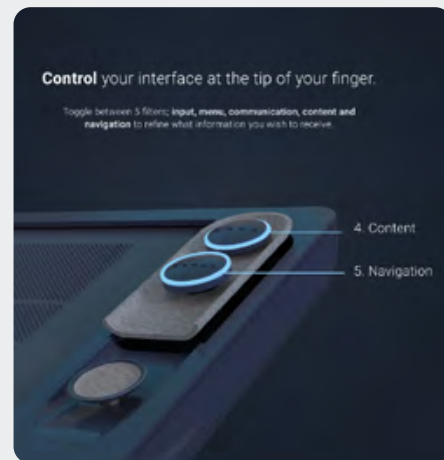 Control your interface at the tip of your finger.
Toggle between 5 filters; input, menu, communication, content and
navigation to refine what information you wish to receive.
4. Content
5. Navigation